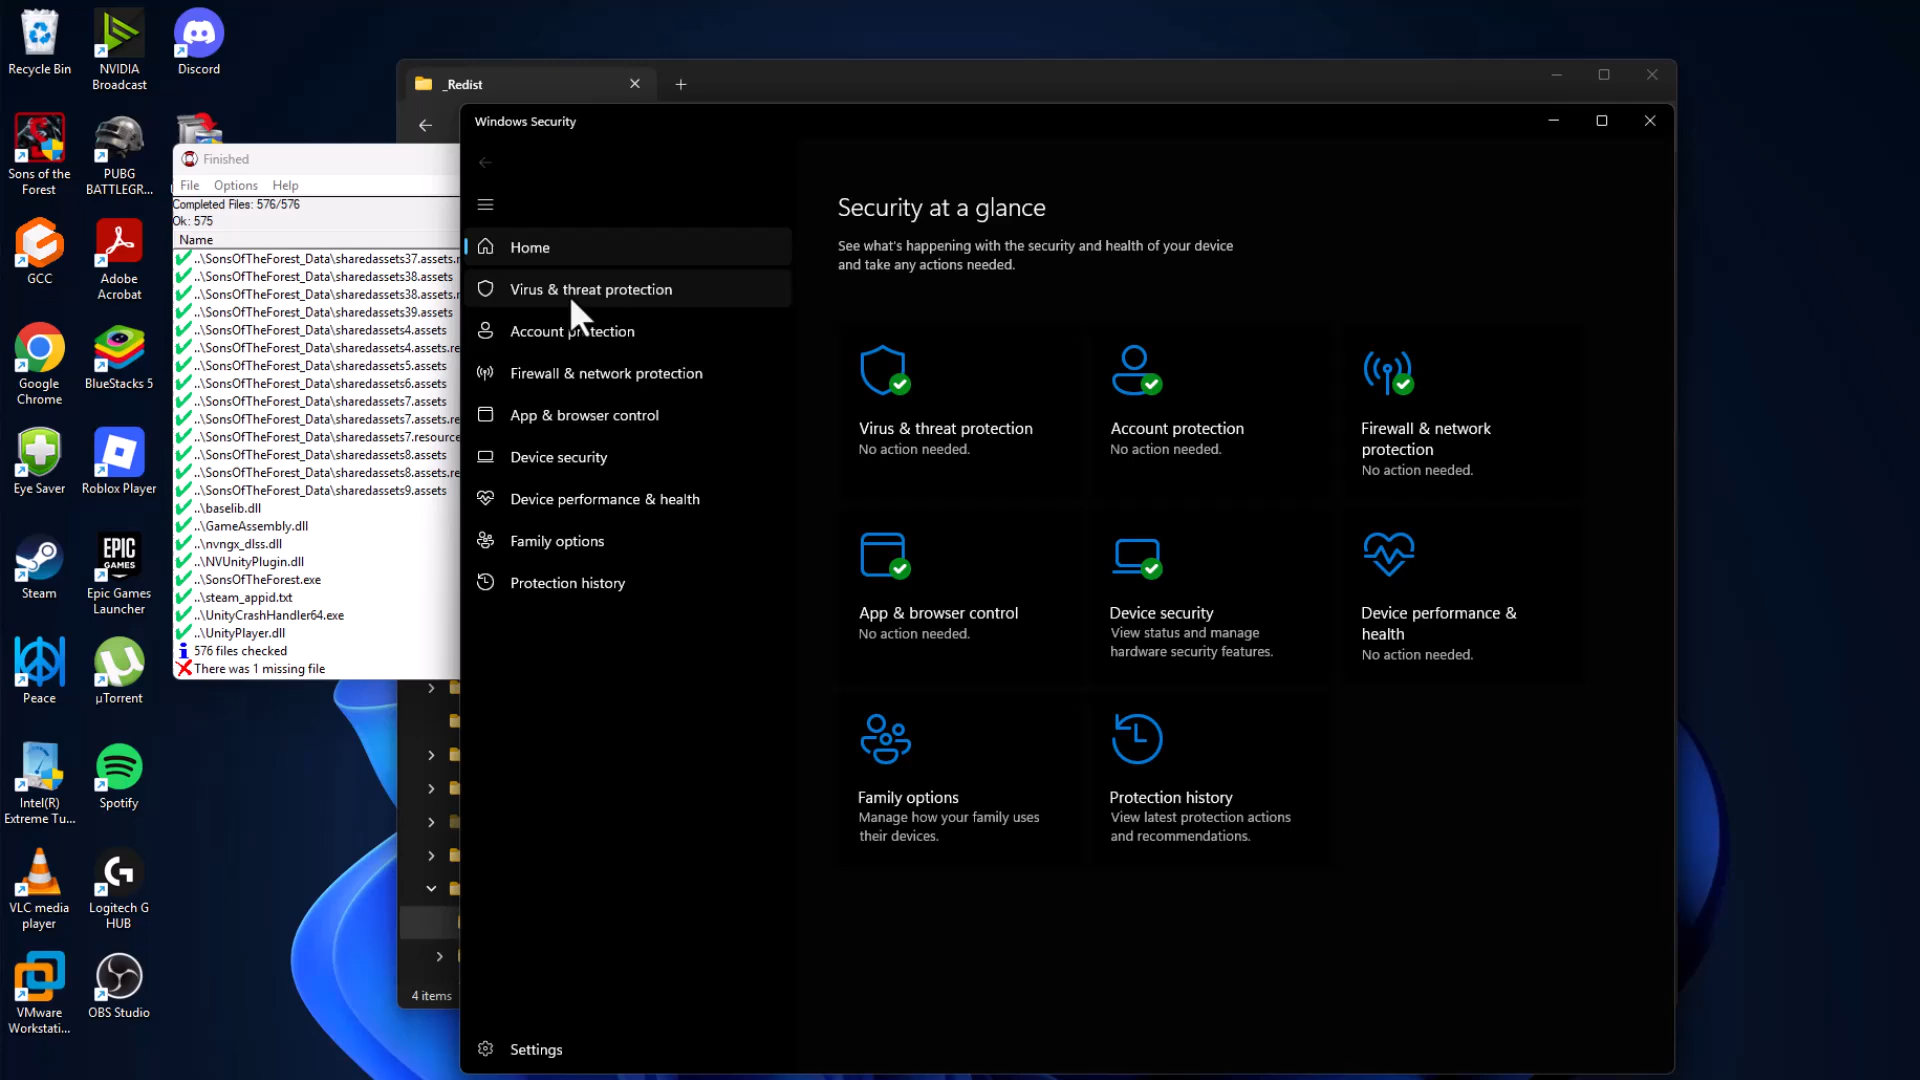 Recycle Bin
NVIDIA
Broadcast
Discord
Sons of the
Forest
PUBG
BATTLEGR...
GCC
Adobe
Acrobat
Google
Chrome
BlueStacks 5
Eye Saver
Roblox Player
Steam
Epic Games
Launcher
EPIC
GAMES
Peace
µTorrent
Intel(R)
Extreme Tu...
Spotify
VLC media
player
Logitech G
HUB
VMware
Workstati...
OBS Studio
Finished
File Options Help
Completed Files: 576/576
Ok: 575
Name
..\SonsOfTheForest_Data\sharedassets37.assets.r
..\SonsOfTheForest_Data\sharedassets38.assets
..\SonsOfTheForest_Data\sharedassets38.assets.r
..\SonsOfTheForest_Data\sharedassets39.assets
..\SonsOfTheForest_Data\sharedassets4.assets
..\SonsOfTheForest_Data\sharedassets4.assets.re
..\SonsOfTheForest_Data\sharedassets5.assets
..\SonsOfTheForest_Data\sharedassets6.assets
..\SonsOfTheForest_Data\sharedassets7.assets
..\SonsOfTheForest_Data\sharedassets7.assets.re
..\SonsOfTheForest_Data\sharedassets7.resource
..\SonsOfTheForest_Data\sharedassets8.assets
..\SonsOfTheForest_Data\sharedassets8.assets.re
..\SonsOfTheForest_Data\sharedassets9.assets
..\baselib.dll
..\GameAssembly.dll
..\nvngx_dlss.dll
..\NVUnityPlugin.dll
..\SonsOfTheForest.exe
..\steam_appid.txt
..\UnityCrashHandler64.exe
..\UnityPlayer.dll
576 files checked
There was 1 missing file
_Redist
4 items
Windows Security
Home
Virus & threat protection
Account protection
Firewall & network protection
App & browser control
Device security
Device performance & health
Family options
Protection history
Settings
Security at a glance
See what's happening with the security and health of your device
and take any actions needed.
Virus & threat protection
No action needed.
Account protection
No action needed.
Firewall & network
protection
No action needed.
App & browser control
No action needed.
Device security
View status and manage
hardware security features.
Device performance &
health
No action needed.
Family options
Manage how your family uses
their devices.
Protection history
View latest protection actions
and recommendations.